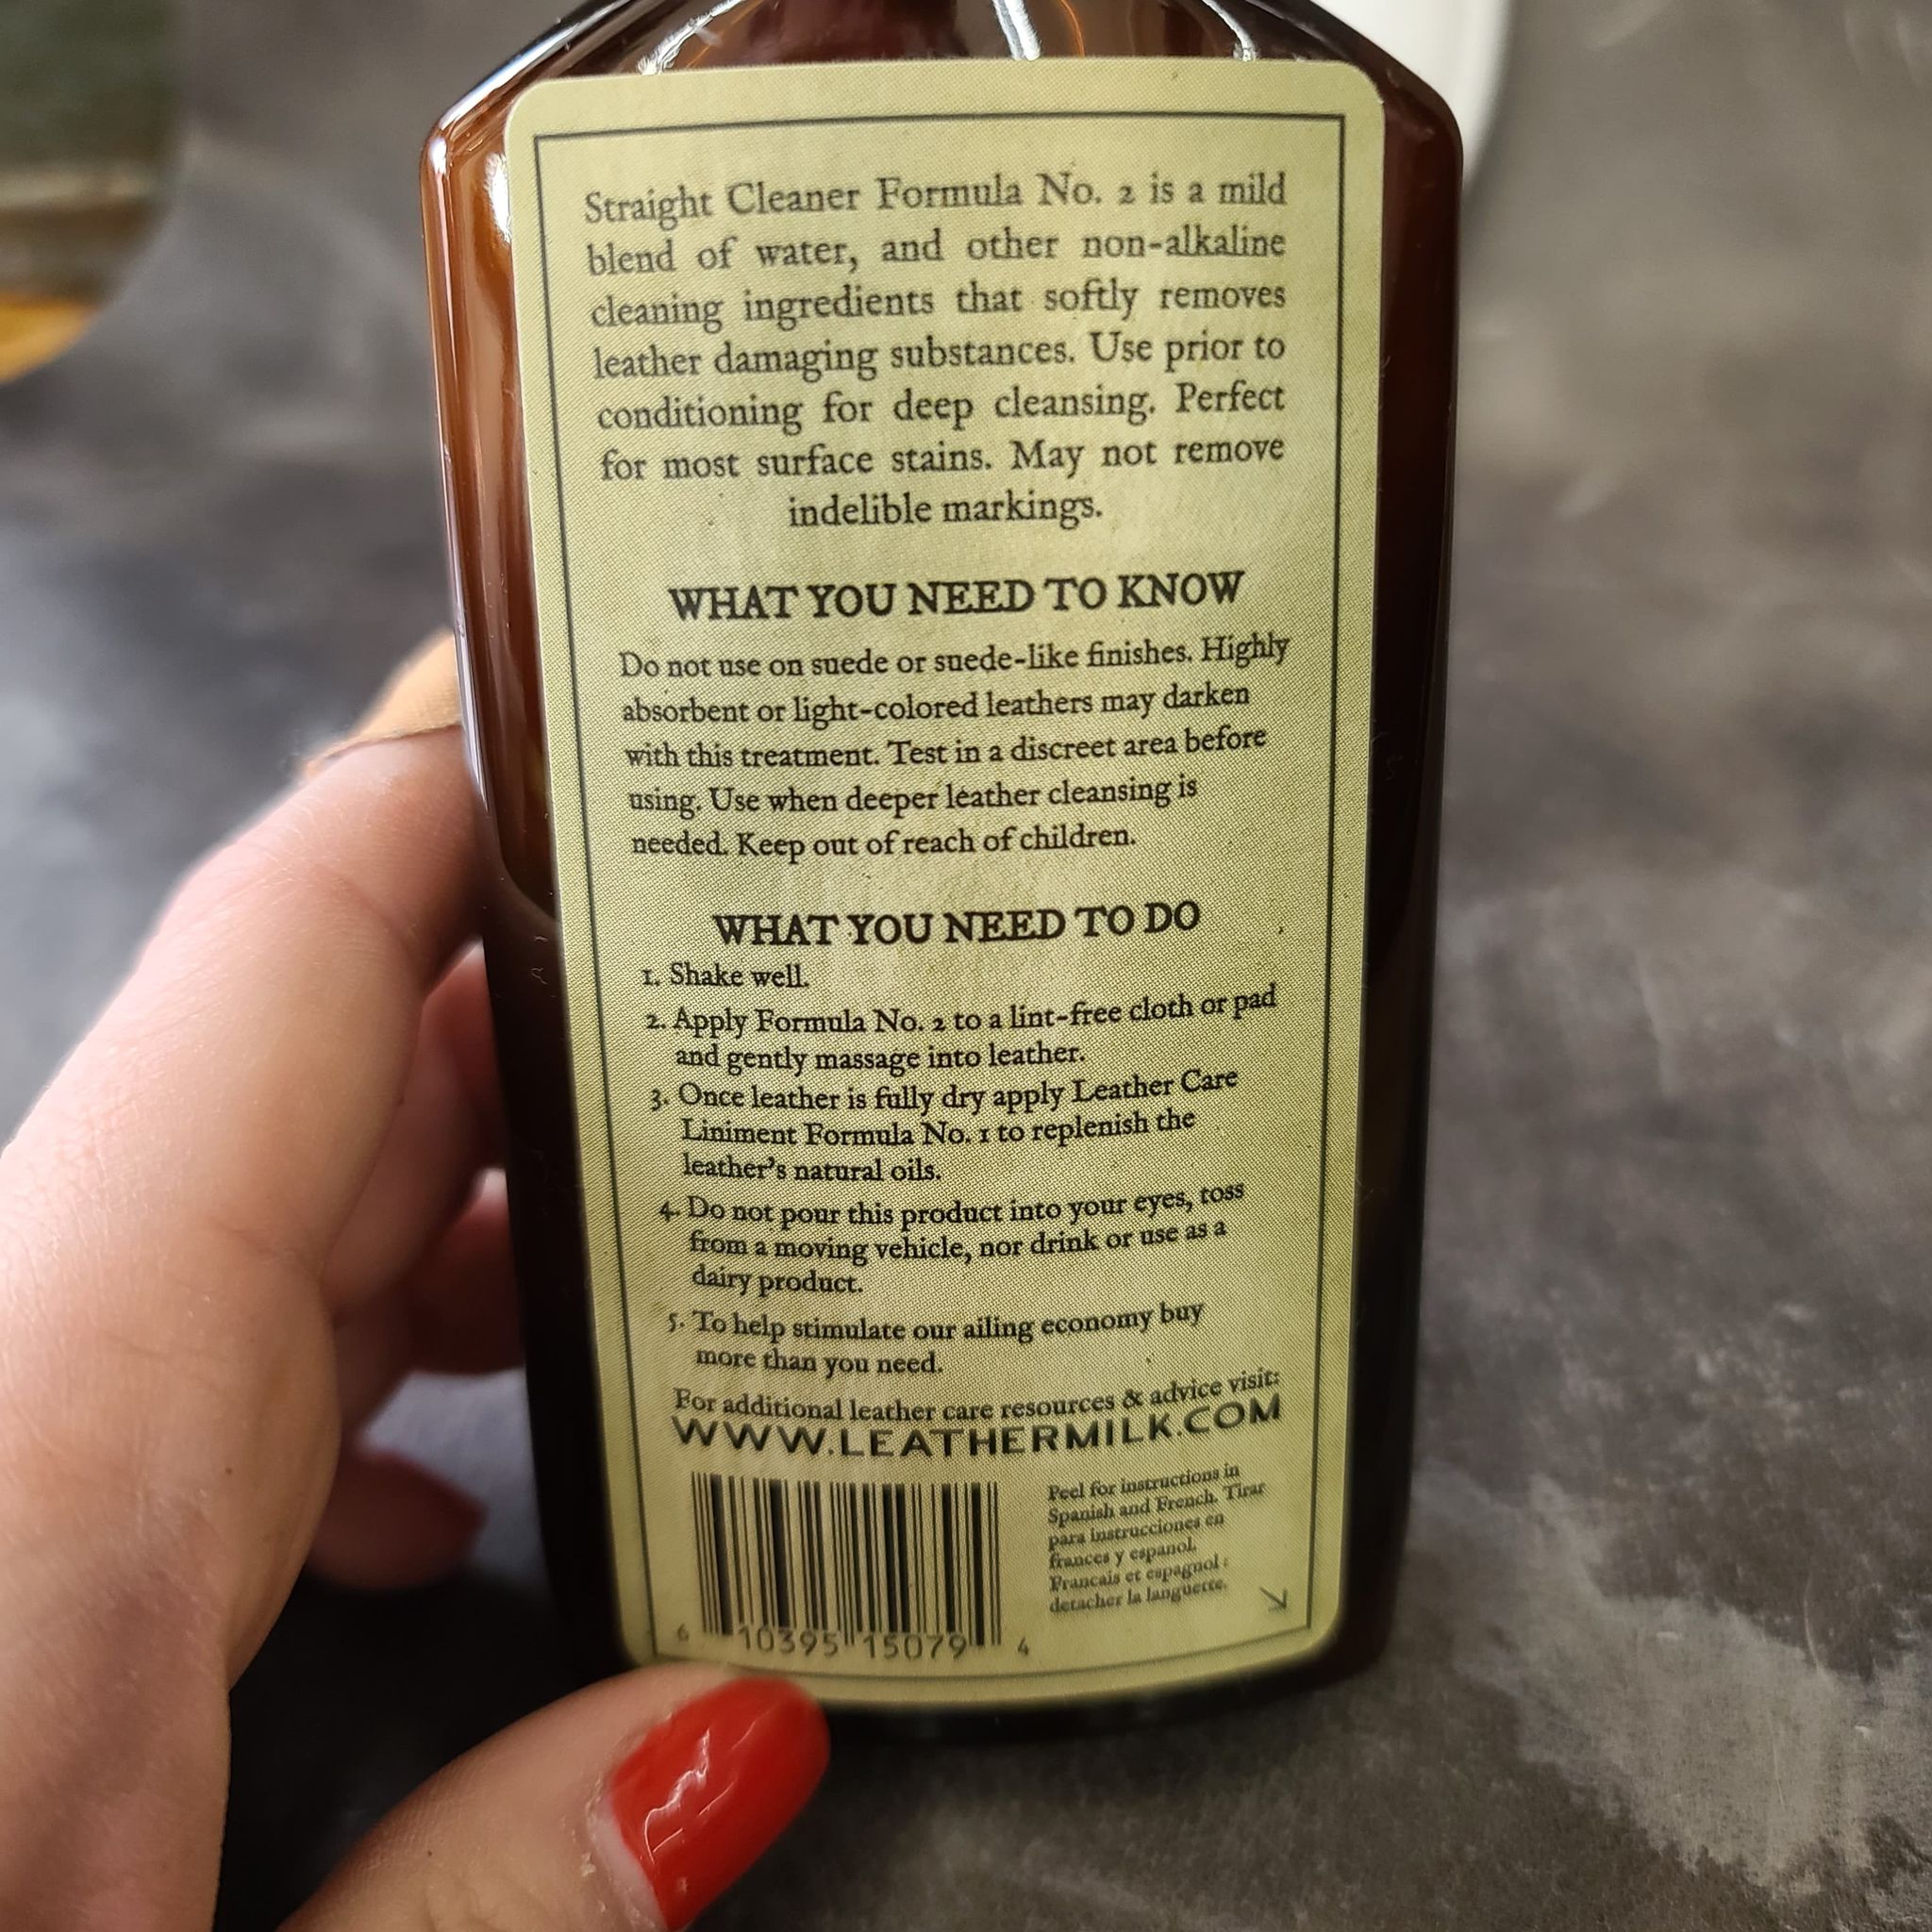 Straight Cleaner Formula No. 2 is a mild
blend of water, and other non-alkaline
cleaning ingredients that softly removes
leather damaging substances. Use prior to
conditioning for deep cleansing. Perfect
for most surface stains. May not remove
indelible markings.
WHAT YOU NEED TO KNOW
Do not use on suede or suede-like finishes. Highly
absorbent or light-colored leathers may darken
with this treatment. Test in a discreet area before
using. Use when deeper leather cleansing is
needed. Keep out of reach of children.
WHAT YOU NEED TO DO
1. Shake well.
2. Apply Formula No. 2 to a lint-free cloth or pad
and gently massage into leather.
3. Once leather is fully dry apply Leather Care
Liniment Formula No. 1 to replenish the
leather's natural oils.
4. Do not pour this product into your eyes, toss
from a moving vehicle, nor drink or use as a
dairy product.
5. To help stimulate our ailing economy buy
more than you need.
For additional leather care resources & advice visit:
WWW.LEATHERMILK.COM
Peel for instructions in
Spanish and French. Tirar
para instrucciones en
frances y espanol.
Francais et espagnol :
detacher la languette.
6 10395 15079 4